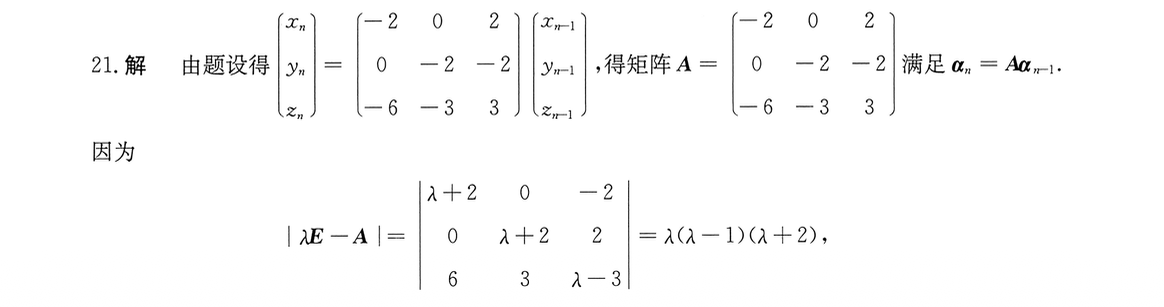 21. 解 由题设得 $\begin{pmatrix} x_n \\ y_n \\ z_n \end{pmatrix} = \begin{pmatrix} -2 & 0 & 2 \\ 0 & -2 & -2 \\ -6 & -3 & 3 \end{pmatrix} \begin{pmatrix} x_{n-1} \\ y_{n-1} \\ z_{n-1} \end{pmatrix}$,得矩阵 $\boldsymbol{A} = \begin{pmatrix} -2 & 0 & 2 \\ 0 & -2 & -2 \\ -6 & -3 & 3 \end{pmatrix}$ 满足 $\boldsymbol{\alpha}_n = \boldsymbol{A}\boldsymbol{\alpha}_{n-1}$.
因为
$|\lambda \boldsymbol{E} - \boldsymbol{A}| = \begin{vmatrix} \lambda+2 & 0 & -2 \\ 0 & \lambda+2 & 2 \\ 6 & 3 & \lambda-3 \end{vmatrix} = \lambda(\lambda-1)(\lambda+2)$,